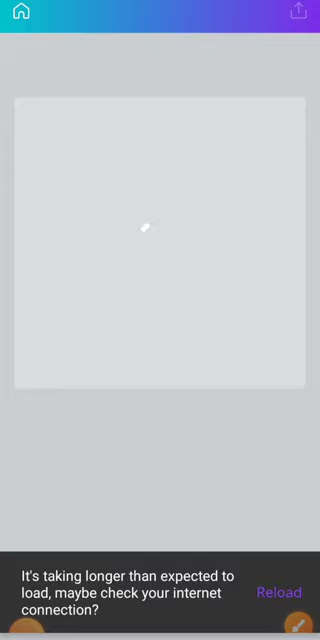 It's taking longer than expected to
load, maybe check your internet
connection?
Reload